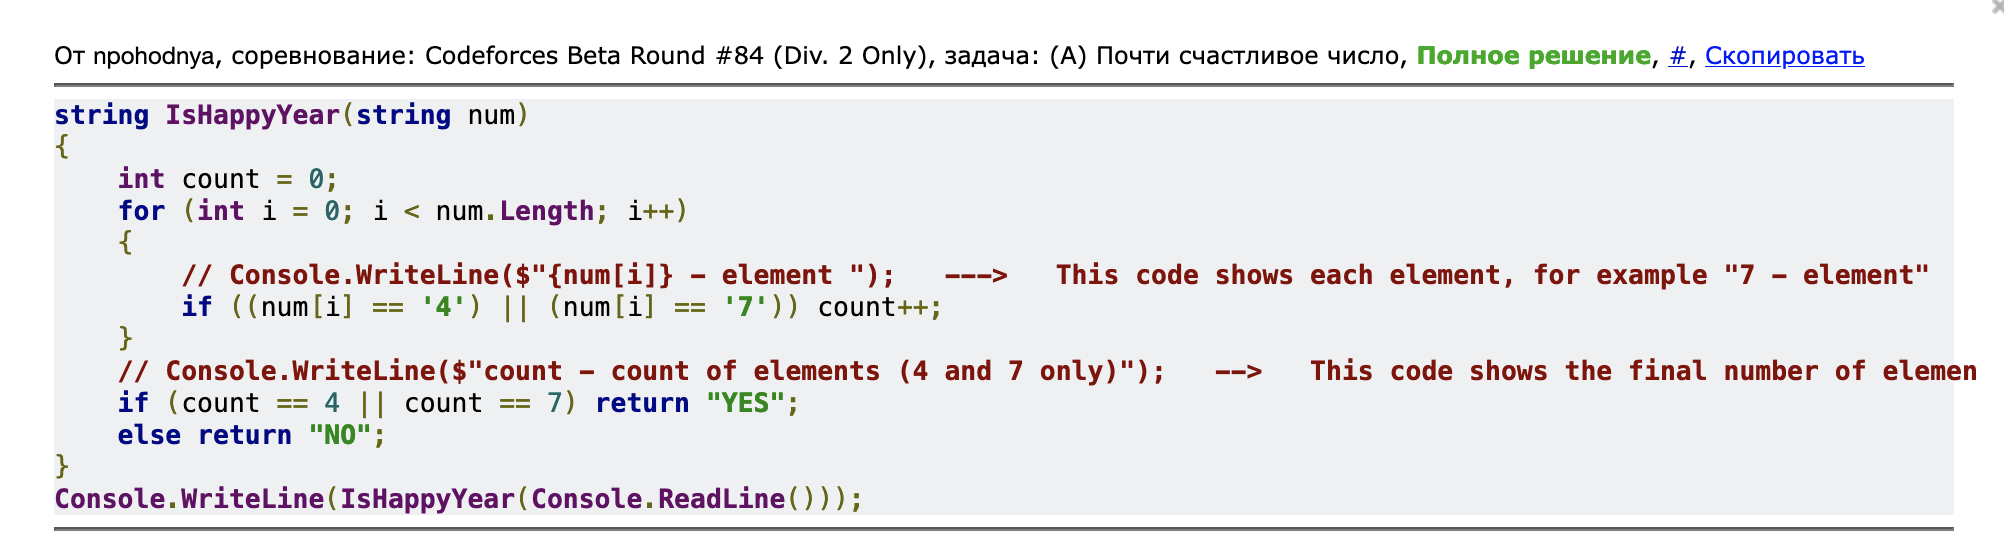 От npohodnya, соревнование: Codeforces Beta Round #84 (Div. 2 Only), задача: (A) Почти счастливое число, Полное решение, #, Скопировать
string IsHappyYear(string num)
{
    int count = 0;
    for (int i = 0; i < num.Length; i++)
    {
        // Console.WriteLine($"{num[i]} - element ");   --->   This code shows each element, for example "7 - element"
        if ((num[i] == '4') || (num[i] == '7')) count++;
    }
    // Console.WriteLine($"count - count of elements (4 and 7 only)");   -->   This code shows the final number of elemen
    if (count == 4 || count == 7) return "YES";
    else return "NO";
}
Console.WriteLine(IsHappyYear(Console.ReadLine()));